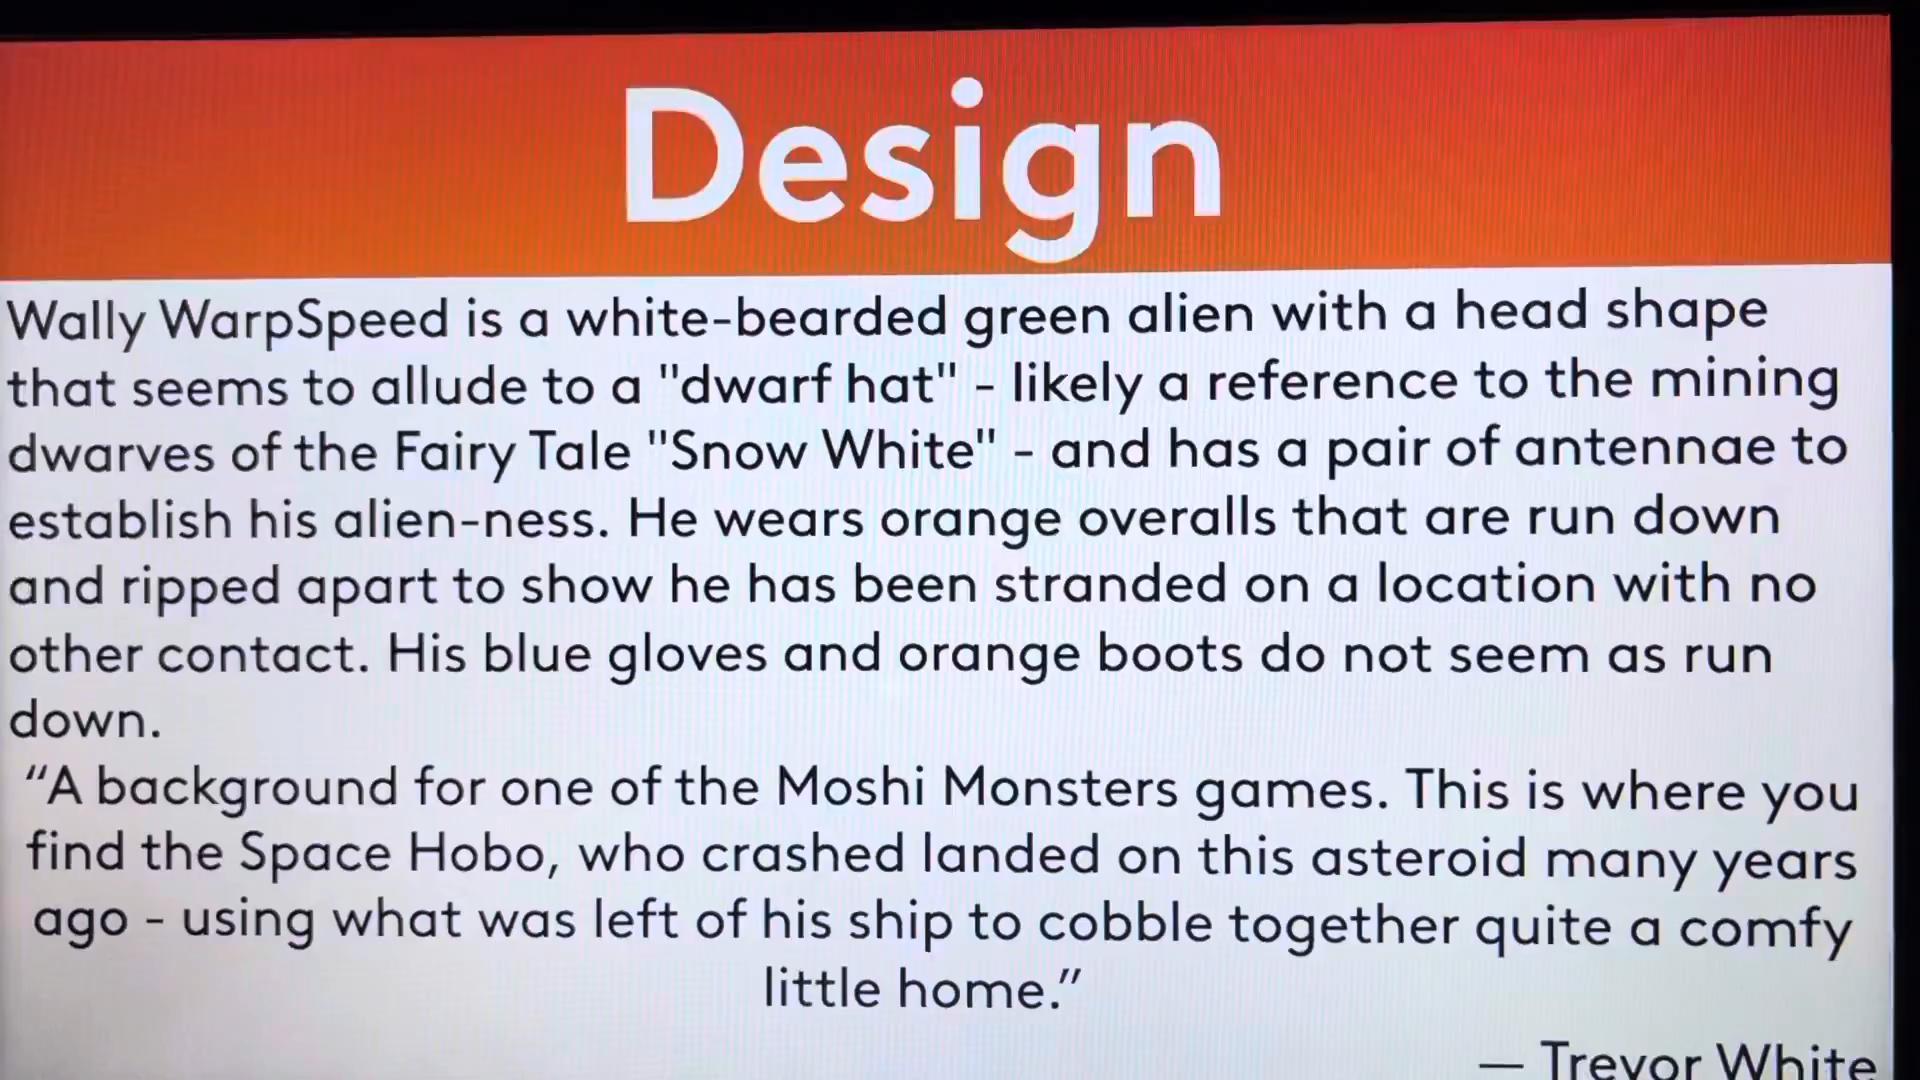 Design
Wally WarpSpeed is a white-bearded green alien with a head shape
that seems to allude to a "dwarf hat" - likely a reference to the mining
dwarves of the Fairy Tale "Snow White" - and has a pair of antennae to
establish his alien-ness. He wears orange overalls that are run down
and ripped apart to show he has been stranded on a location with no
other contact. His blue gloves and orange boots do not seem as run
down.
“A background for one of the Moshi Monsters games. This is where you
find the Space Hobo, who crashed landed on this asteroid many years
ago - using what was left of his ship to cobble together quite a comfy
little home.”
— Trevor White